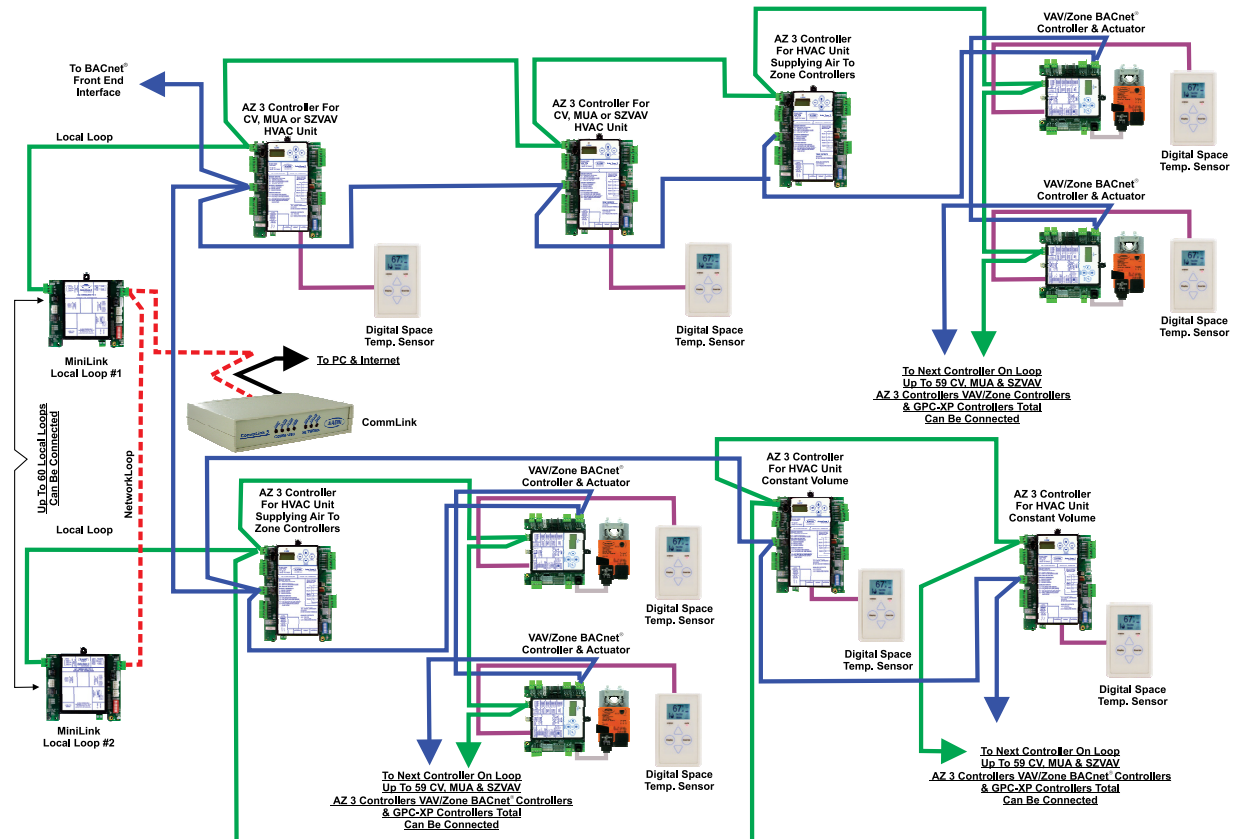 To BACnet®
Front End
Interface
Local Loop
AZ 3 Controller For
CV, MUA or SZVAV
HVAC Unit
AZ 3 Controller For
CV, MUA or SZVAV
HVAC Unit
AZ 3 Controller
For HVAC Unit
Supplying Air To
Zone Controllers
VAV/Zone BACnet®
Controller & Actuator
Digital Space
Temp. Sensor
VAV/Zone BACnet®
Controller & Actuator
Digital Space
Temp. Sensor
67
Digital Space
Temp. Sensor
67
Digital Space
Temp. Sensor
MiniLink
Local Loop #1
To PC & Internet
CommLink
To Next Controller On Loop
Up To 59 CV, MUA & SZVAV
AZ 3 Controllers VAV/Zone Controllers
& GPC-XP Controllers Total
Can Be Connected
Up To 60 Local Loops
Can Be Connected
NetworkLoop
Local Loop
AZ 3 Controller
For HVAC Unit
Supplying Air To
Zone Controllers
VAV/Zone BACnet®
Controller & Actuator
Digital Space
Temp. Sensor
VAV/Zone BACnet®
Controller & Actuator
Digital Space
Temp. Sensor
AZ 3 Controller
For HVAC Unit
Constant Volume
Digital Space
Temp. Sensor
AZ 3 Controller
For HVAC Unit
Constant Volume
Digital Space
Temp. Sensor
MiniLink
Local Loop #2
To Next Controller On Loop
Up To 59 CV, MUA & SZVAV
AZ 3 Controllers VAV/Zone BACnet® Controllers
& GPC-XP Controllers Total
Can Be Connected
To Next Controller On Loop
Up To 59 CV, MUA & SZVAV
AZ 3 Controllers VAV/Zone BACnet® Controllers
& GPC-XP Controllers Total
Can Be Connected